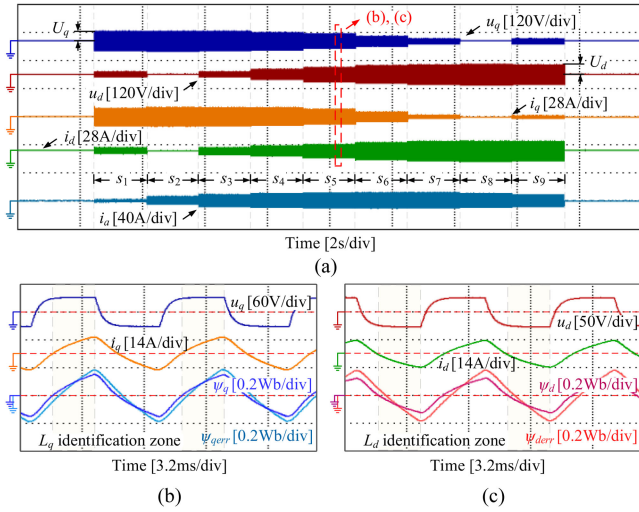 U_q
(b), (c)
u_q [120V/div]
U_d
u_d [120V/div]
i_q [28A/div]
i_d [28A/div]
s_1 s_2 s_3 s_4 s_5 s_6 s_7 s_8 s_9
i_a [40A/div]
Time [2s/div]
(a)
u_q [60V/div]
i_q [14A/div]
ψ_q [0.2Wb/div]
L_q identification zone
ψ_qerr [0.2Wb/div]
Time [3.2ms/div]
(b)
u_d [50V/div]
i_d [14A/div]
ψ_d [0.2Wb/div]
L_d identification zone
ψ_derr [0.2Wb/div]
Time [3.2ms/div]
(c)